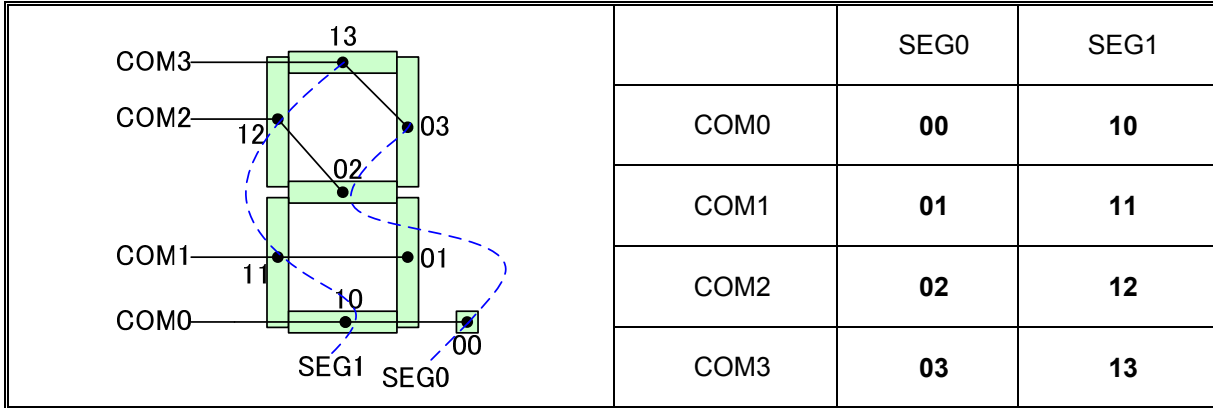 13
COM3
COM2
12
03
02
COM1
11
01
10
COM0
00
SEG1 SEG0
SEG0 SEG1
COM0 00 10
COM1 01 11
COM2 02 12
COM3 03 13